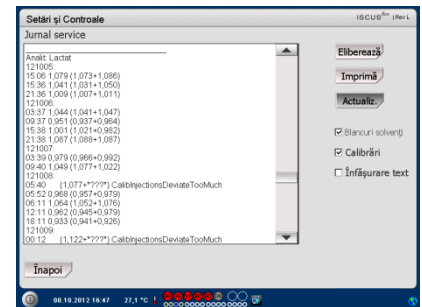 Setări și Controale
ISCUSflex |Rev L
Jurnal service
Analit: Lactat
121005:
15:06 1,079 (1,073+1,086)
15:36 1,041 (1,031+1,050)
21:36 1,009 (1,007+1,011)
121006:
03:37 1,044 (1,041+1,047)
09:37 0,951 (0,937+0,964)
15:38 1,001 (1,021+0,982)
21:38 1,087 (1,088+1,087)
121007:
03:39 0,979 (0,966+0,992)
09:40 1,049 (1,077+1,022)
121008:
05:40 (1,077+"???") CalibInjectionsDeviateTooMuch
05:52 0,968 (0,957+0,979)
06:11 1,064 (1,052+1,076)
12:11 0,962 (0,945+0,979)
18:11 0,933 (0,941+0,926)
121009:
00:12 (1,122+"???") CalibInjectionsDeviateTooMuch
Eliberează
Imprimă
Actualiz.
Blancuri solvenți
Calibrări
Înfășurare text
Înapoi
08.10.2012 16:47 27,1 °C !